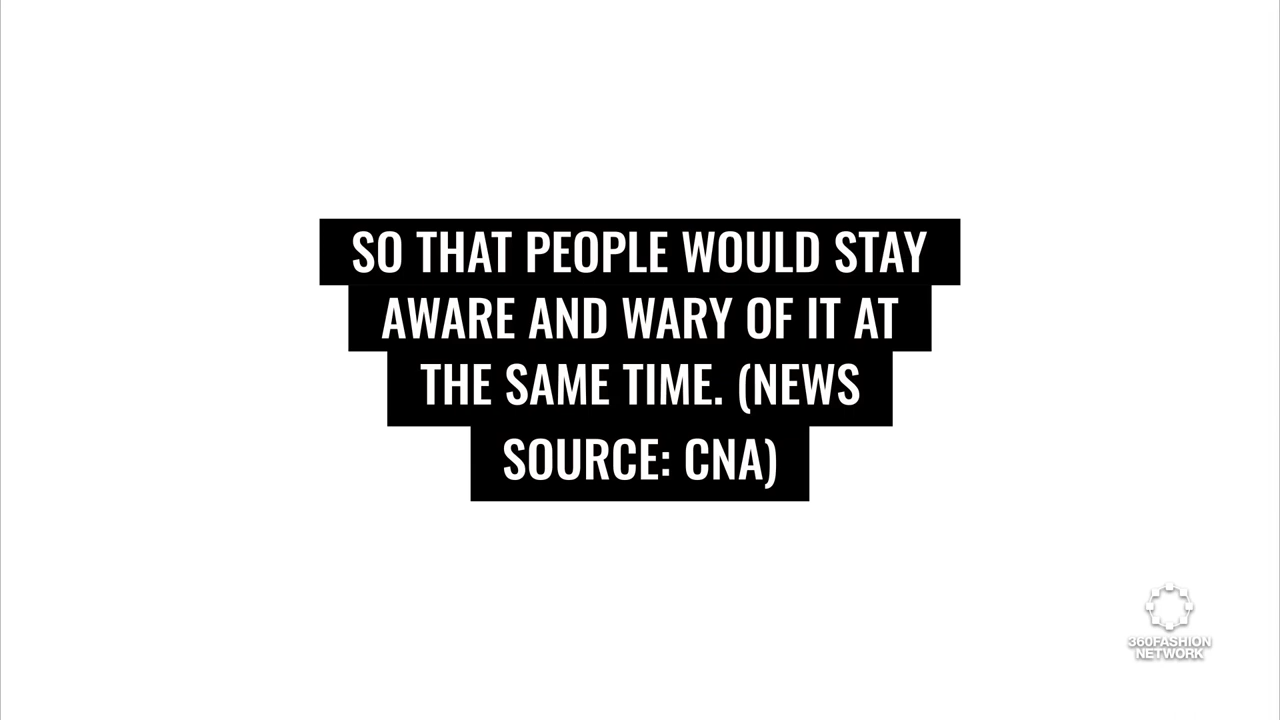 SO THAT PEOPLE WOULD STAY
AWARE AND WARY OF IT AT
THE SAME TIME. (NEWS
SOURCE: CNA)
360FASHION
NETWORK